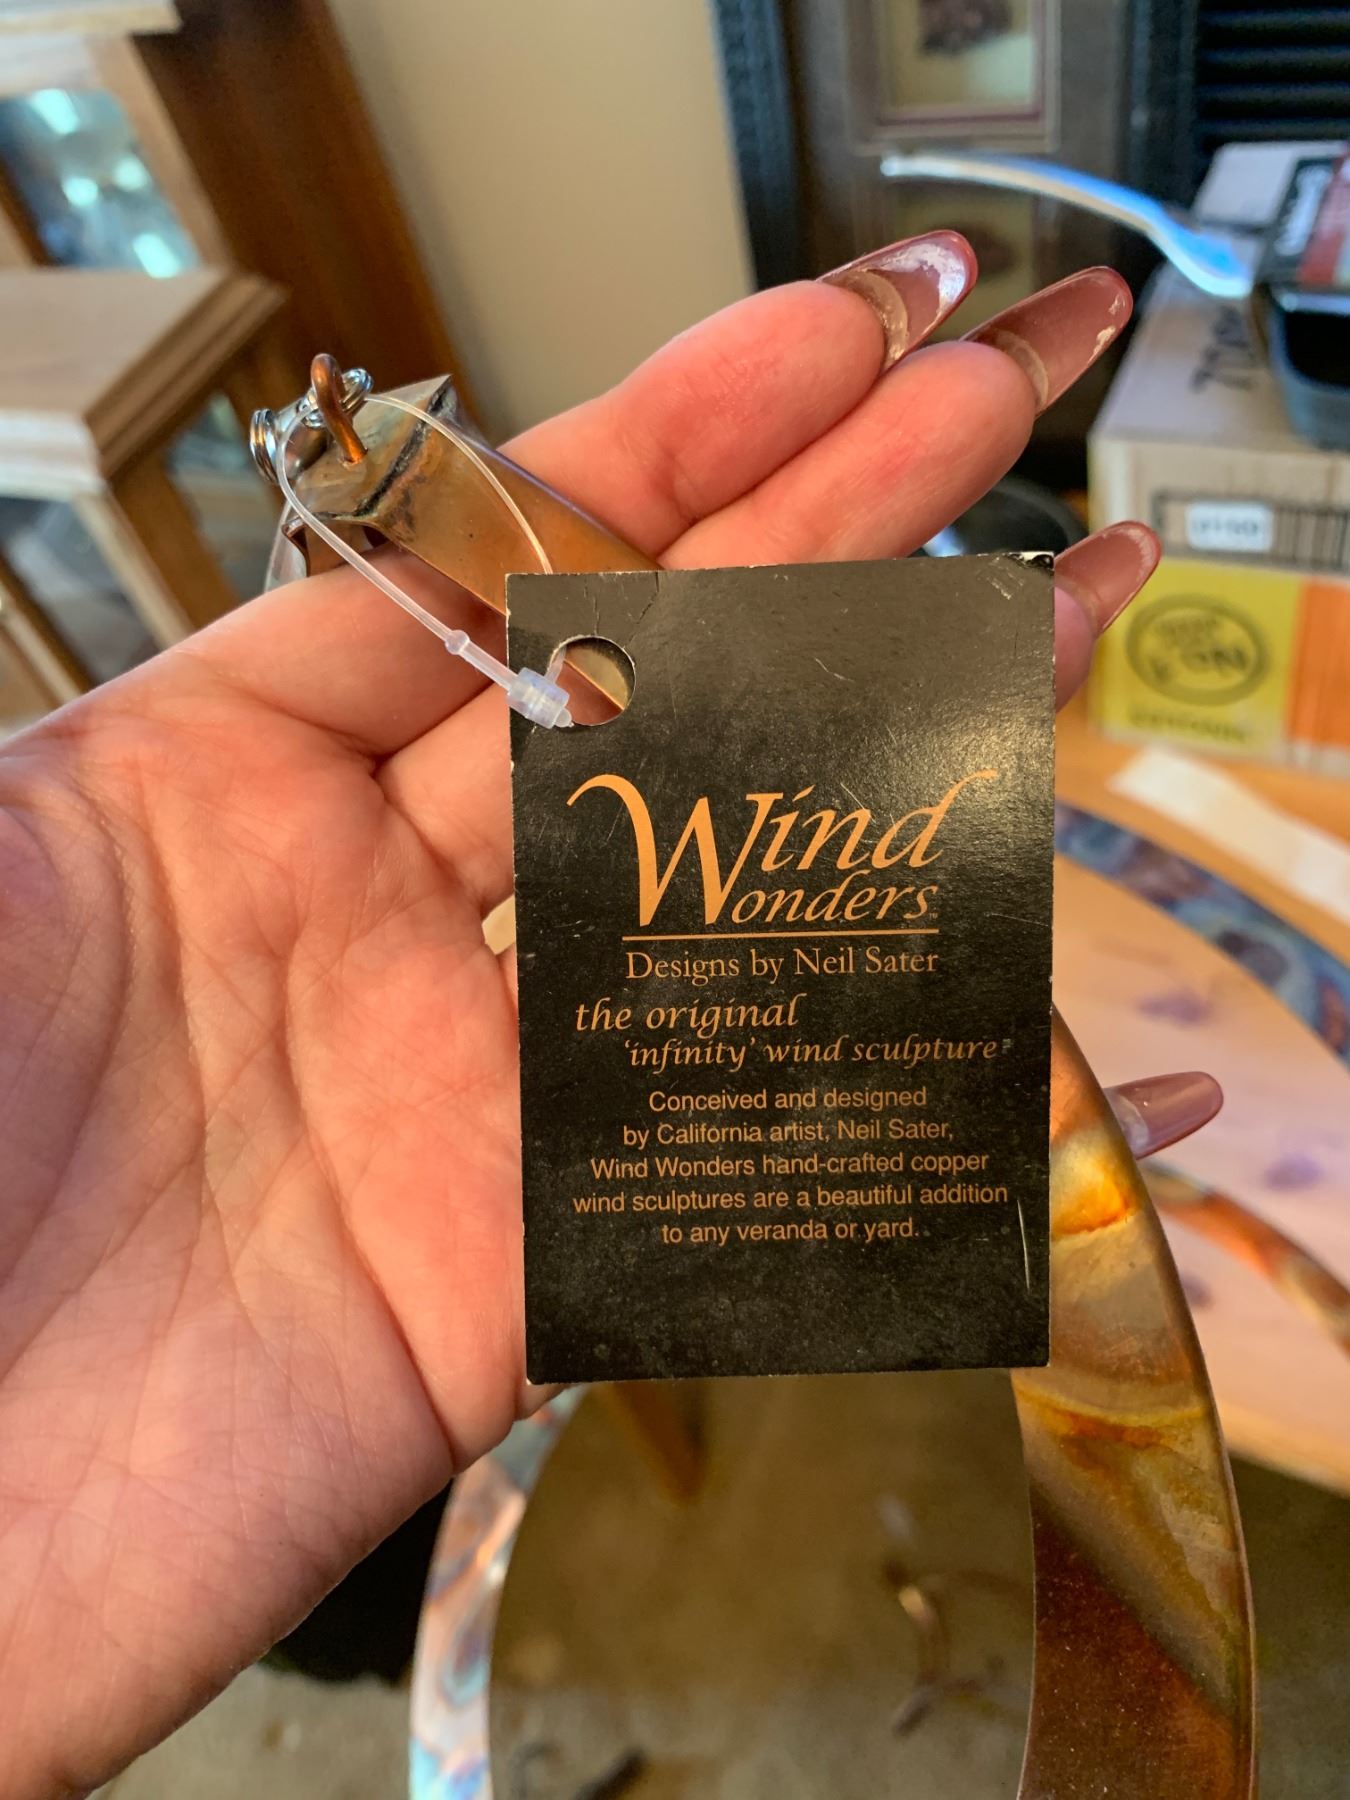 Wind
Wonders
Designs by Neil Sater
the original
'infinity' wind sculpture
Conceived and designed
by California artist, Neil Sater,
Wind Wonders hand-crafted copper
wind sculptures are a beautiful addition
to any veranda or yard.